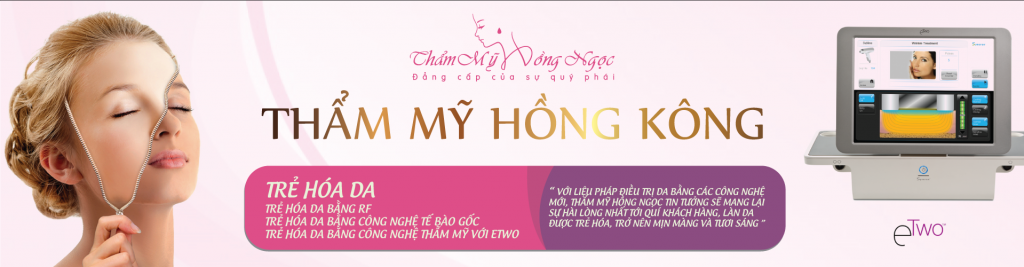 Thẩm Mỹ Hồng Ngọc
Đẳng cấp của sự quý phái
THẨM MỸ HỒNG KÔNG
TRẺ HÓA DA
TRẺ HÓA DA BẰNG RF
TRẺ HÓA DA BẰNG CÔNG NGHỆ TẾ BÀO GỐC
TRẺ HÓA DA BẰNG CÔNG NGHỆ THẨM MỸ VỚI ETWO
“ VỚI LIỆU PHÁP ĐIỀU TRỊ DA BẰNG CÁC CÔNG NGHỆ
MỚI, THẨM MỸ HỒNG NGỌC TIN TƯỞNG SẼ MANG LẠI
SỰ HÀI LÒNG NHẤT TỚI QUÍ KHÁCH HÀNG, LÀN DA
ĐƯỢC TRẺ HÓA, TRỞ NÊN MỊN MÀNG VÀ TƯƠI SÁNG ”
eTwo